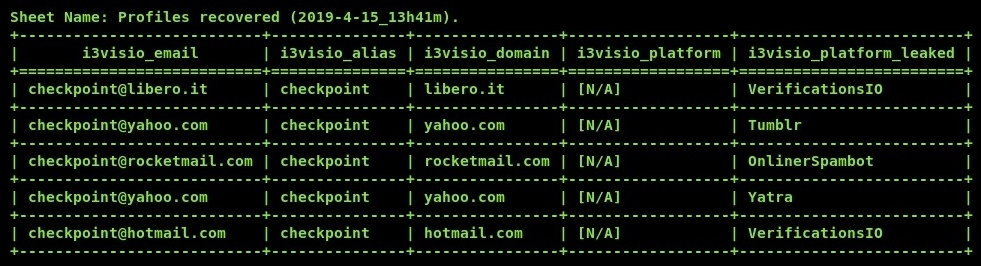 Sheet Name: Profiles recovered (2019-4-15_13h41m).
+---------------------------+---------------+----------------+------------------+-------------------------+
|       i3visio_email       | i3visio_alias | i3visio_domain | i3visio_platform | i3visio_platform_leaked |
+===========================+===============+================+==================+=========================+
| checkpoint@libero.it      | checkpoint    | libero.it      | [N/A]            | VerificationsIO         |
+---------------------------+---------------+----------------+------------------+-------------------------+
| checkpoint@yahoo.com      | checkpoint    | yahoo.com      | [N/A]            | Tumblr                  |
+---------------------------+---------------+----------------+------------------+-------------------------+
| checkpoint@rocketmail.com | checkpoint    | rocketmail.com | [N/A]            | OnlinerSpambot          |
+---------------------------+---------------+----------------+------------------+-------------------------+
| checkpoint@yahoo.com      | checkpoint    | yahoo.com      | [N/A]            | Yatra                   |
+---------------------------+---------------+----------------+------------------+-------------------------+
| checkpoint@hotmail.com    | checkpoint    | hotmail.com    | [N/A]            | VerificationsIO         |
+---------------------------+---------------+----------------+------------------+-------------------------+